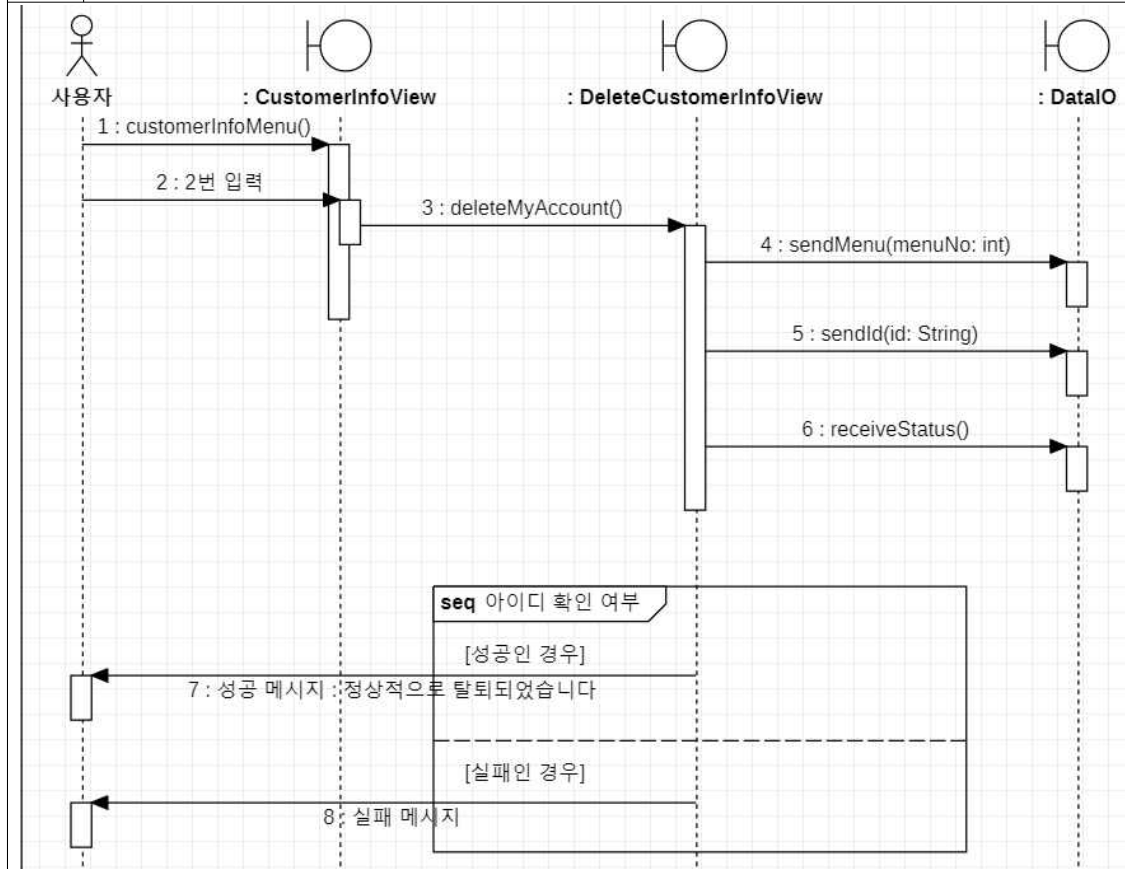 사용자
: CustomerInfoView
: DeleteCustomerInfoView
: DataIO
1 : customerInfoMenu()
2 : 2번 입력
3 : deleteMyAccount()
4 : sendMenu(menuNo: int)
5 : sendId(id: String)
6 : receiveStatus()
seq 아이디 확인 여부
[성공인 경우]
7 : 성공 메시지 : 정상적으로 탈퇴되었습니다
[실패인 경우]
8 : 실패 메시지